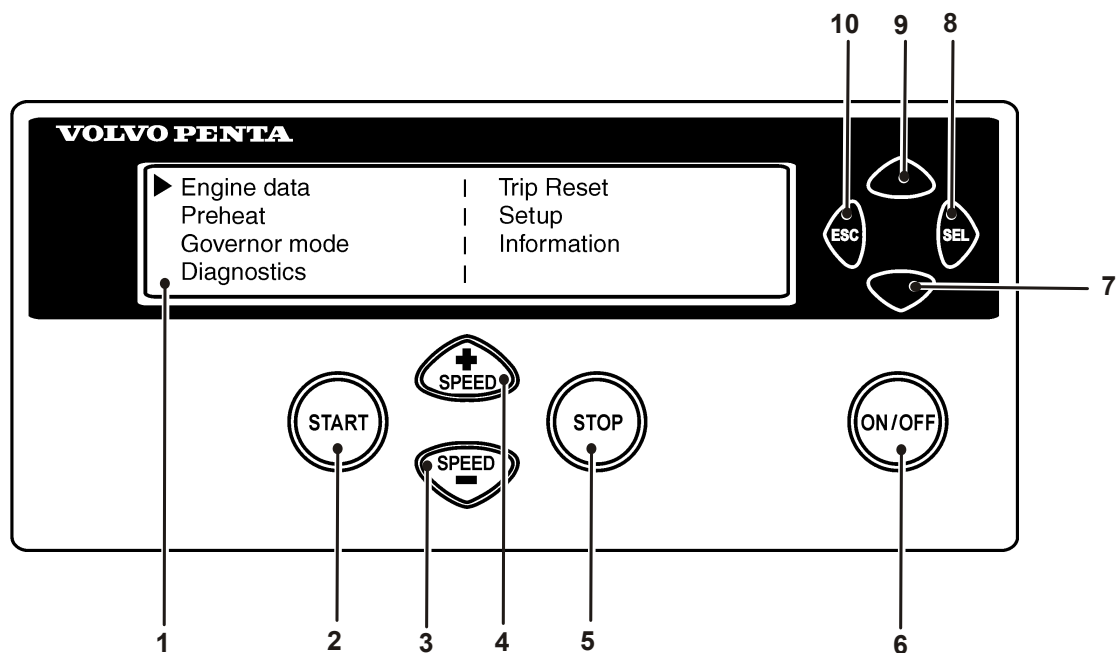 10 9 8
VOLVO PENTA
Engine data | Trip Reset
Preheat | Setup
Governor mode | Information
Diagnostics |
ESC SEL
7
SPEED
START STOP ON/OFF
SPEED
1 2 3 4 5 6